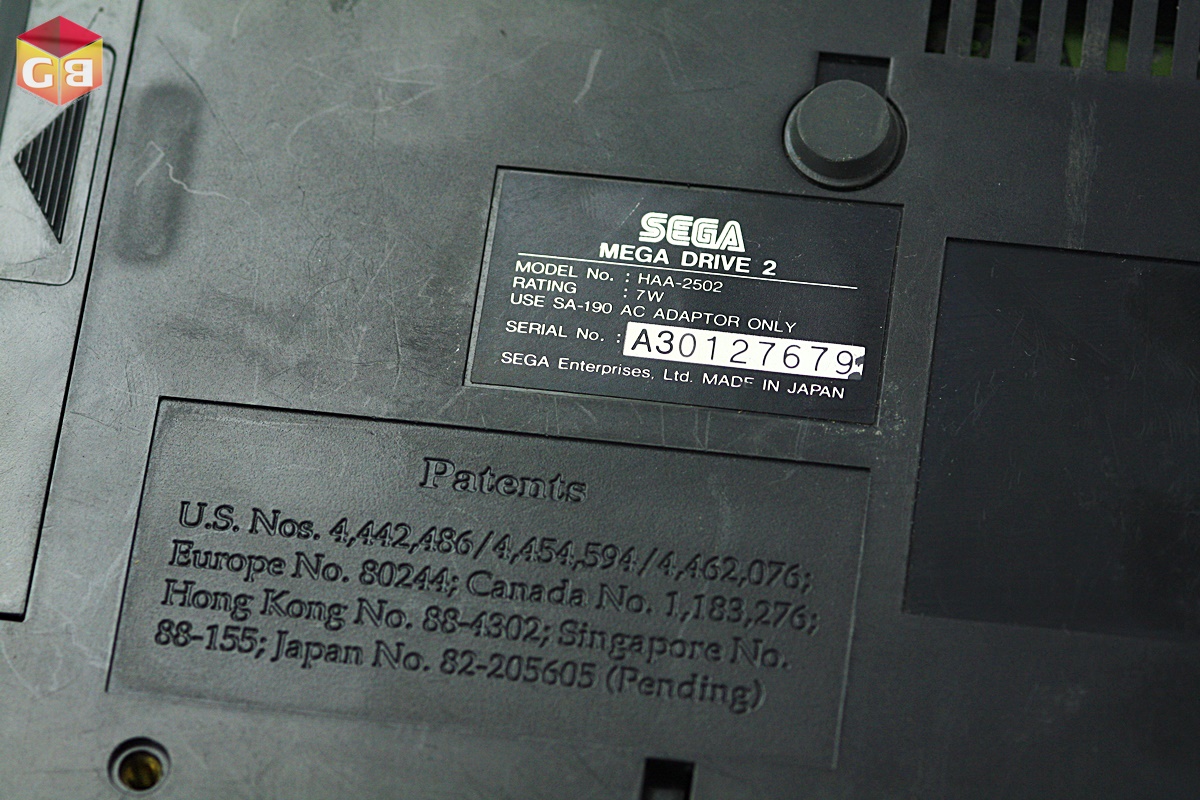 GB
SEGA
MEGA DRIVE 2
MODEL No. : HAA-2502
RATING : 7W
USE SA-190 AC ADAPTOR ONLY
SERIAL No. : A30127679
SEGA Enterprises, Ltd. MADE IN JAPAN
Patents
U.S. Nos. 4,442,486/4,454,594/4,462,076;
Europe No. 80244; Canada No. 1,183,276;
Hong Kong No. 88-4302; Singapore No.
88-155; Japan No. 82-205605 (Pending)